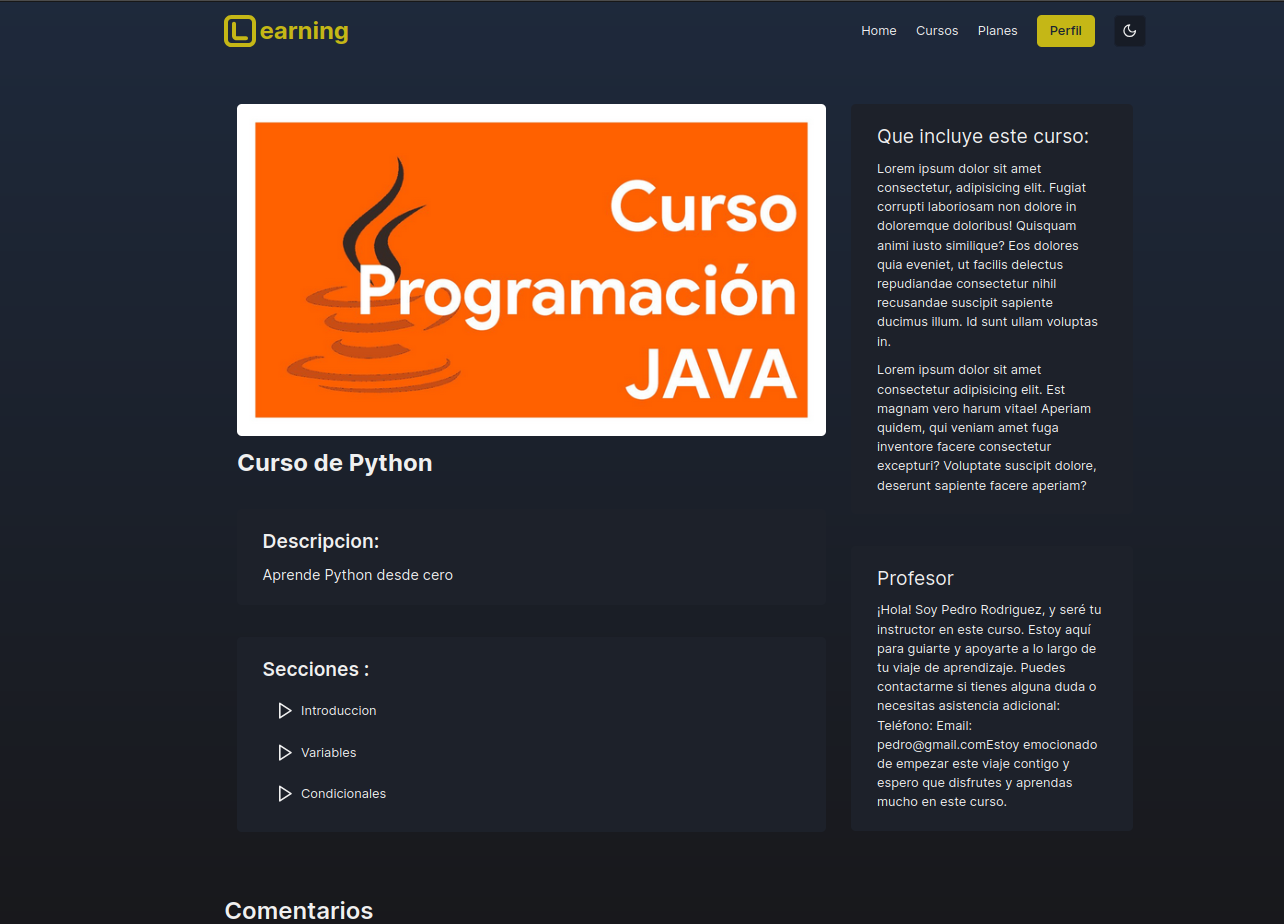 Learning
Home Cursos Planes Perfil
Curso
Programación
JAVA
Curso de Python
Descripcion:
Aprende Python desde cero
Secciones :
Introduccion
Variables
Condicionales
Que incluye este curso:
Lorem ipsum dolor sit amet
consectetur, adipisicing elit. Fugiat
corrupti laboriosam non dolore in
doloremque doloribus! Quisquam
animi iusto similique? Eos dolores
quia eveniet, ut facilis delectus
repudiandae consectetur nihil
recusandae suscipit sapiente
ducimus illum. Id sunt ullam voluptas
in.
Lorem ipsum dolor sit amet
consectetur adipisicing elit. Est
magnam vero harum vitae! Aperiam
quidem, qui veniam amet fuga
inventore facere consectetur
excepturi? Voluptate suscipit dolore,
deserunt sapiente facere aperiam?
Profesor
¡Hola! Soy Pedro Rodriguez, y seré tu
instructor en este curso. Estoy aquí
para guiarte y apoyarte a lo largo de
tu viaje de aprendizaje. Puedes
contactarme si tienes alguna duda o
necesitas asistencia adicional:
Teléfono: Email:
pedro@gmail.comEstoy emocionado
de empezar este viaje contigo y
espero que disfrutes y aprendas
mucho en este curso.
Comentarios